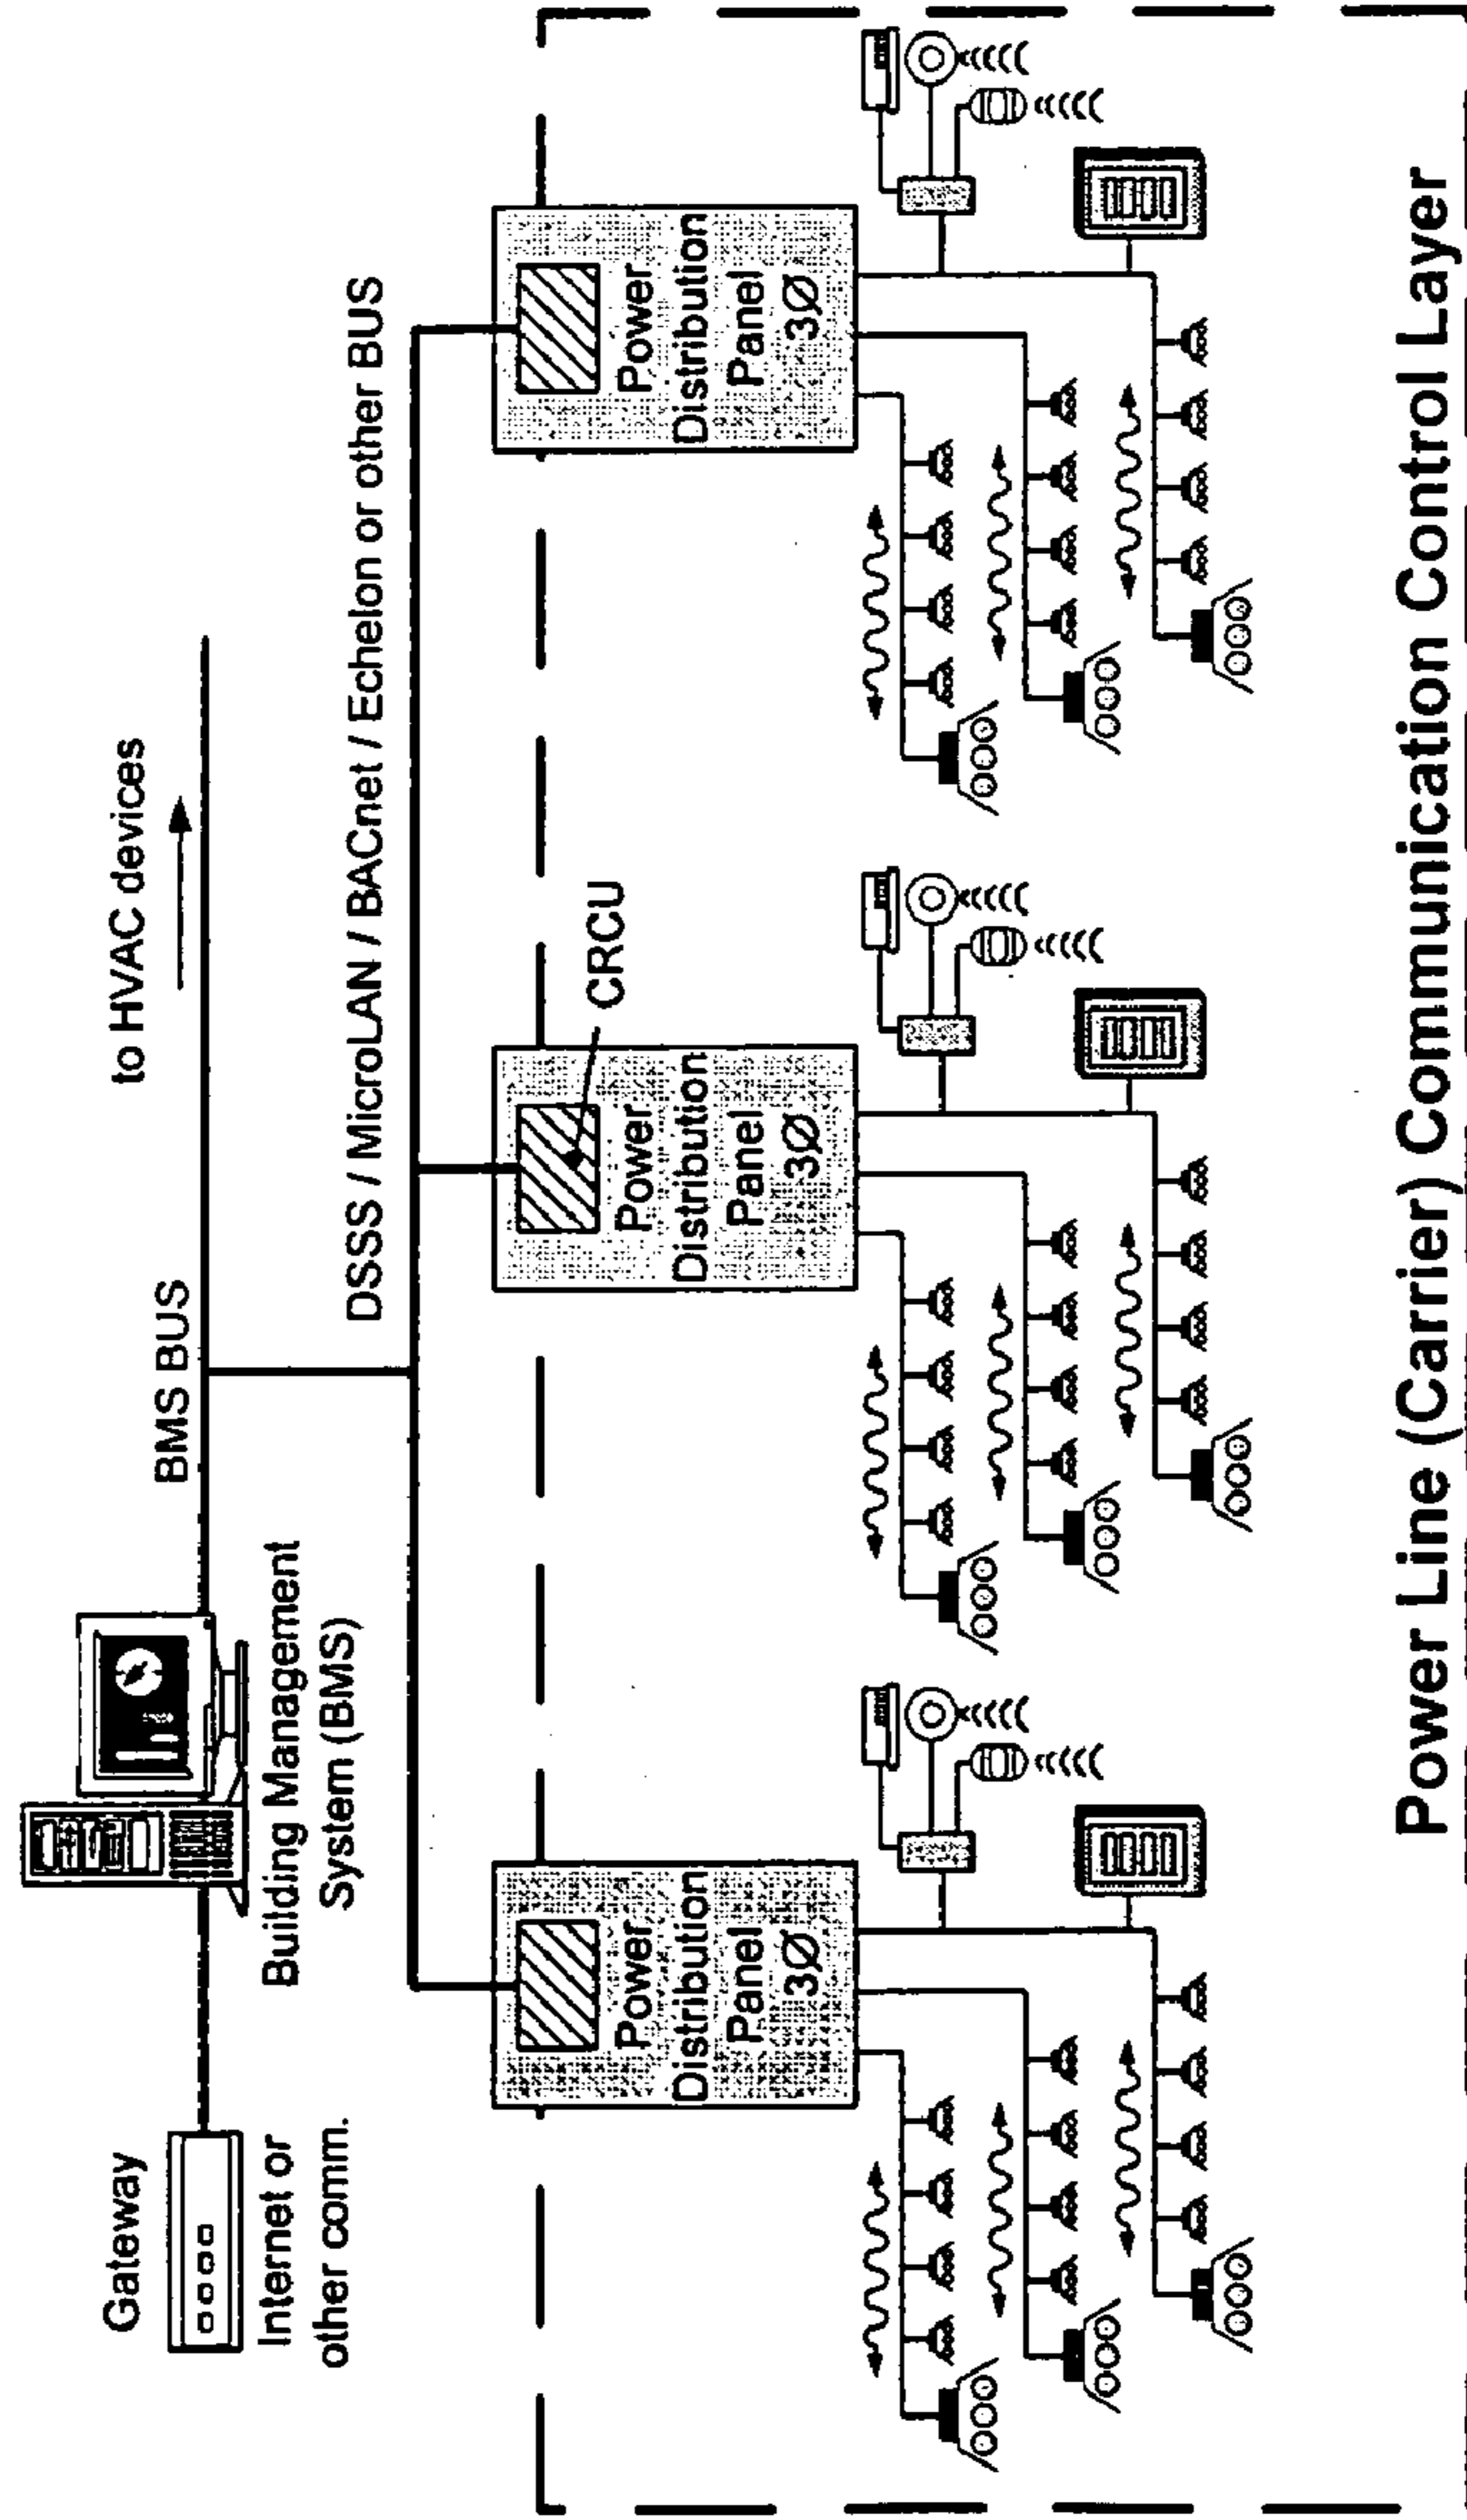 Gateway
Internet or
other comm.
Building Management
System (BMS)
BMS BUS
to HVAC devices
DSSS / MicroLAN / BACnet / Echelon or other BUS
CRCU
Power
Distribution
Panel
3Ø
Power
Distribution
Panel
3Ø
Power
Distribution
Panel
3Ø
Power Line (Carrier) Communication Control Layer